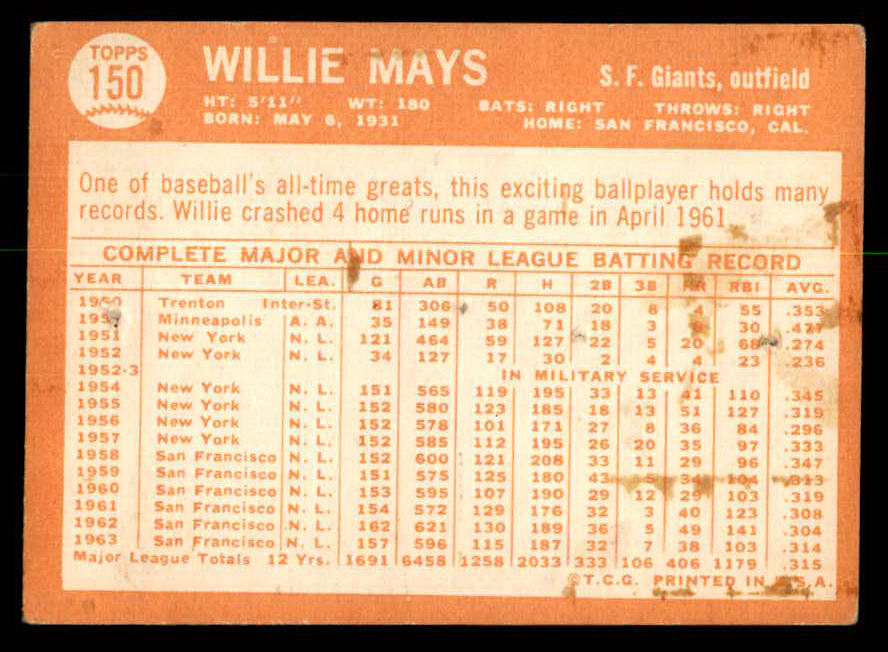 TOPPS
150
WILLIE MAYS
S. F. Giants, outfield
HT: 5'11" WT: 180 BATS: RIGHT THROWS: RIGHT
BORN: MAY 6, 1931 HOME: SAN FRANCISCO, CAL.
One of baseball's all-time greats, this exciting ballplayer holds many
records. Willie crashed 4 home runs in a game in April 1961
COMPLETE MAJOR AND MINOR LEAGUE BATTING RECORD
YEAR TEAM LEA. G AB R H 2B 3B HR RBI AVG.
1950 Trenton Inter-St. 81 306 50 108 20 8 4 55 .353
1951 Minneapolis A. A. 35 149 38 71 18 3 30 .477
1951 New York N. L. 121 464 59 127 22 5 20 68 .274
1952 New York N. L. 34 127 17 30 2 4 4 23 .236
1952-3 IN MILITARY SERVICE
1954 New York N. L. 151 565 119 195 33 13 41 110 .345
1955 New York N. L. 152 580 123 185 18 13 51 127 .319
1956 New York N. L. 152 578 101 171 27 8 36 84 .296
1957 New York N. L. 152 585 112 195 26 20 35 97 .333
1958 San Francisco N. L. 152 600 121 208 33 11 29 96 .347
1959 San Francisco N. L. 151 575 125 180 43 5 34 104 .313
1960 San Francisco N. L. 153 595 107 190 29 12 29 103 .319
1961 San Francisco N. L. 154 572 129 176 32 3 40 123 .308
1962 San Francisco N. L. 162 621 130 189 36 5 49 141 .304
1963 San Francisco N. L. 157 596 115 187 32 7 38 103 .314
Major League Totals 12 Yrs. 1691 6458 1258 2033 333 106 406 1179 .315
©T.C.G. PRINTED IN U.S.A.